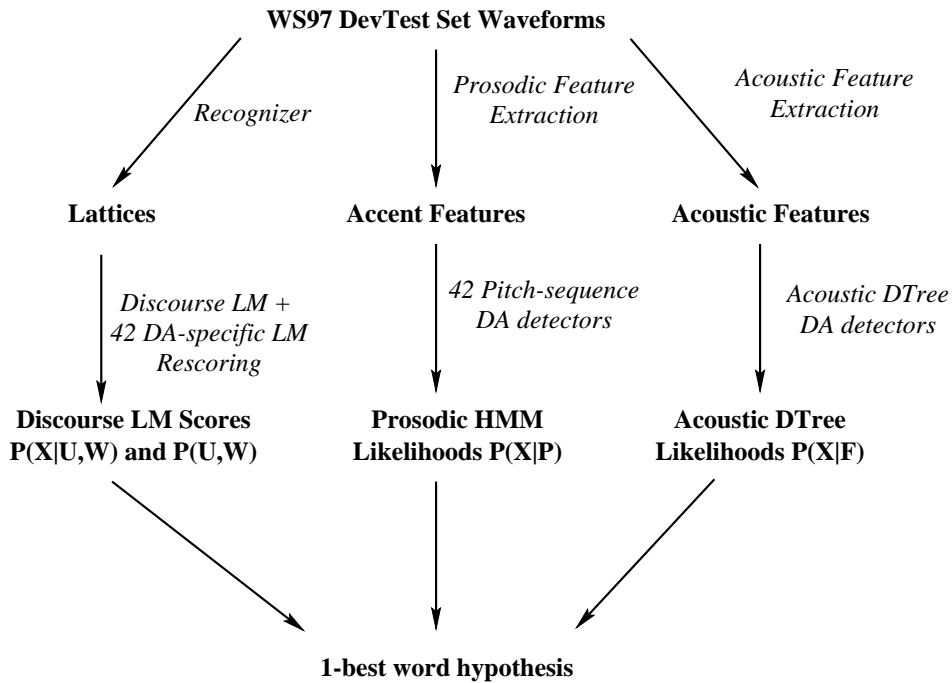 WS97 DevTest Set Waveforms
Recognizer
Prosodic Feature
Extraction
Acoustic Feature
Extraction
Lattices
Accent Features
Acoustic Features
Discourse LM +
42 DA-specific LM
Rescoring
42 Pitch-sequence
DA detectors
Acoustic DTree
DA detectors
Discourse LM Scores
P(X|U,W) and P(U,W)
Prosodic HMM
Likelihoods P(X|P)
Acoustic DTree
Likelihoods P(X|F)
1-best word hypothesis